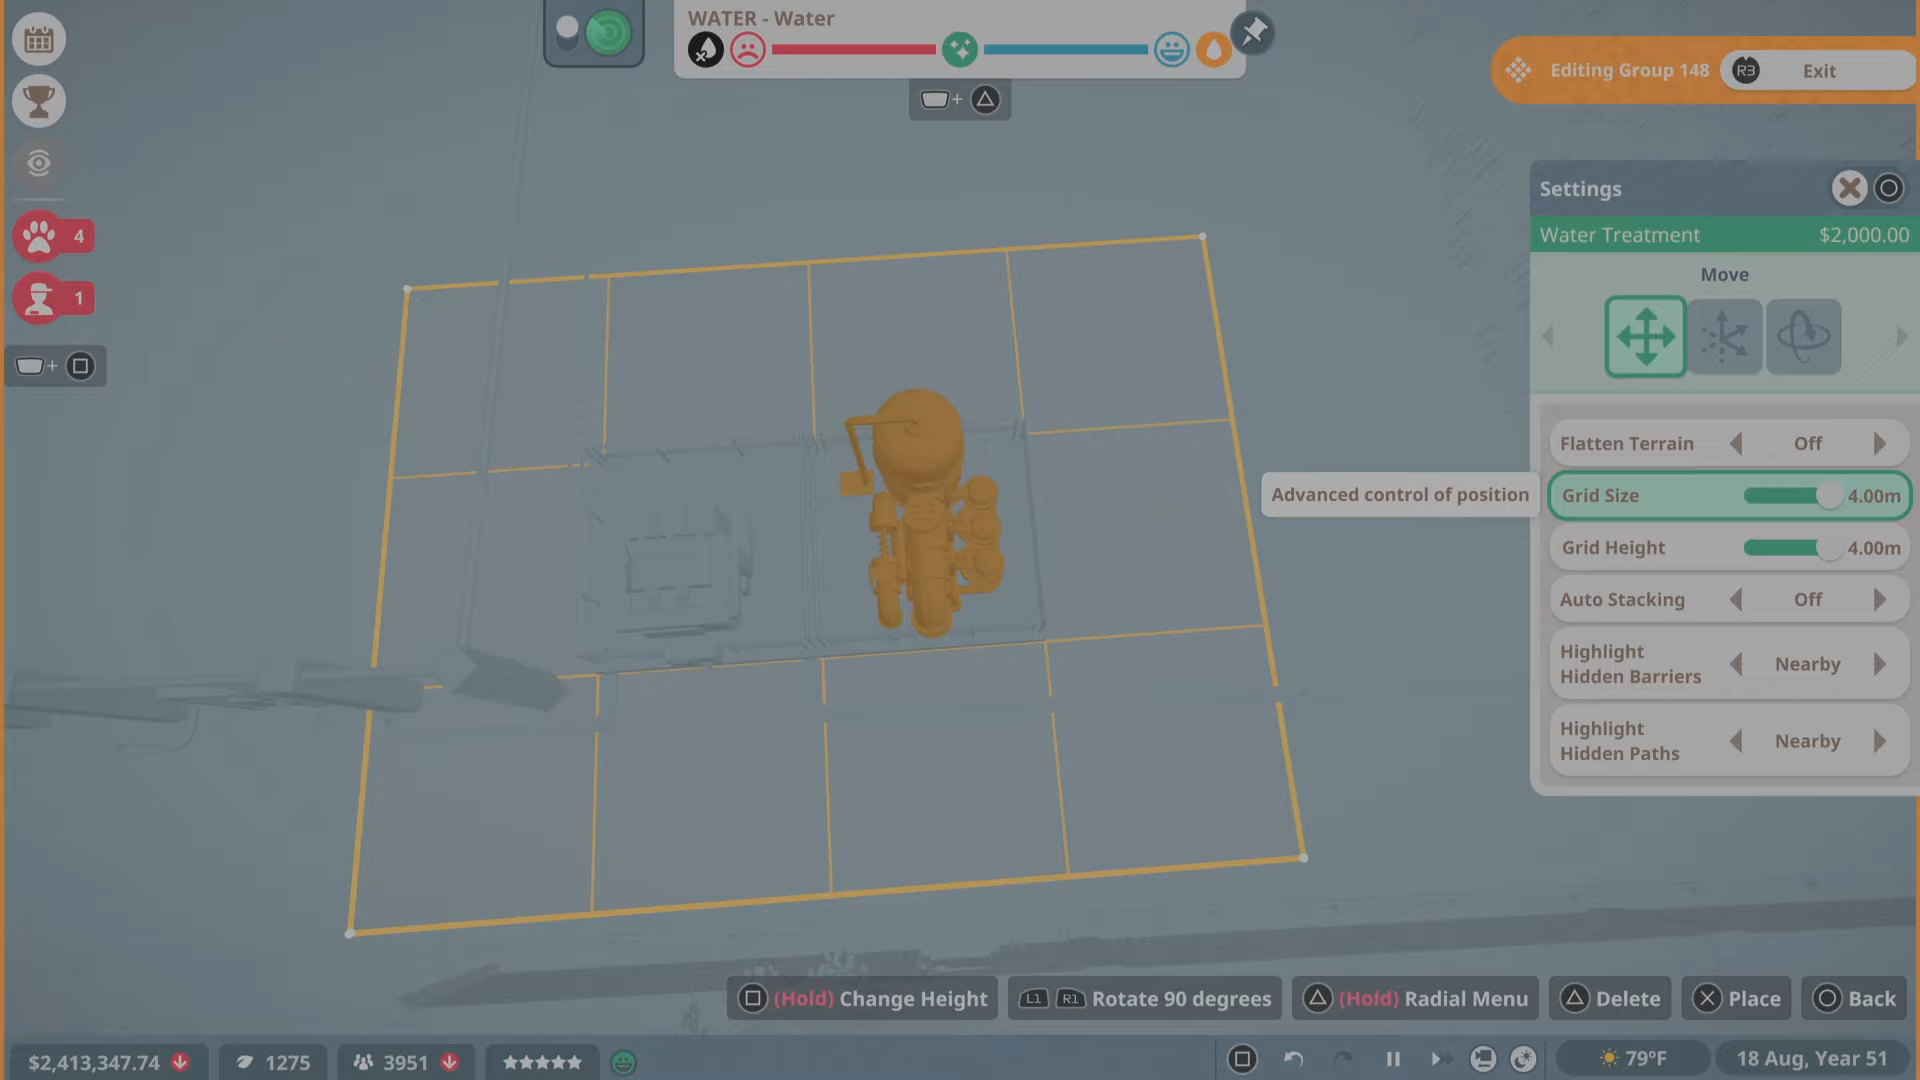 WATER - Water
+
Editing Group 148
R3
Exit
4
1
+
Settings
Water Treatment
$2,000.00
Move
Flatten Terrain
Off
Advanced control of position
Grid Size
4.00m
Grid Height
4.00m
Auto Stacking
Off
Highlight
Hidden Barriers
Nearby
Highlight
Hidden Paths
Nearby
(Hold) Change Height
L1 R1 Rotate 90 degrees
(Hold) Radial Menu
Delete
Place
Back
$2,413,347.74
1275
3951
79°F
18 Aug, Year 51